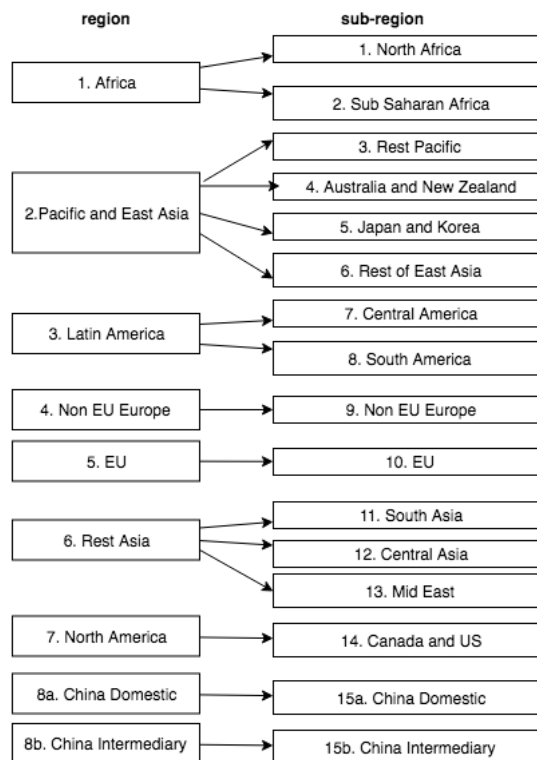 region
sub-region
1. Africa
1. North Africa
2. Sub Saharan Africa
2.Pacific and East Asia
3. Rest Pacific
4. Australia and New Zealand
5. Japan and Korea
6. Rest of East Asia
3. Latin America
7. Central America
8. South America
4. Non EU Europe
9. Non EU Europe
5. EU
10. EU
6. Rest Asia
11. South Asia
12. Central Asia
13. Mid East
7. North America
14. Canada and US
8a. China Domestic
15a. China Domestic
8b. China Intermediary
15b. China Intermediary